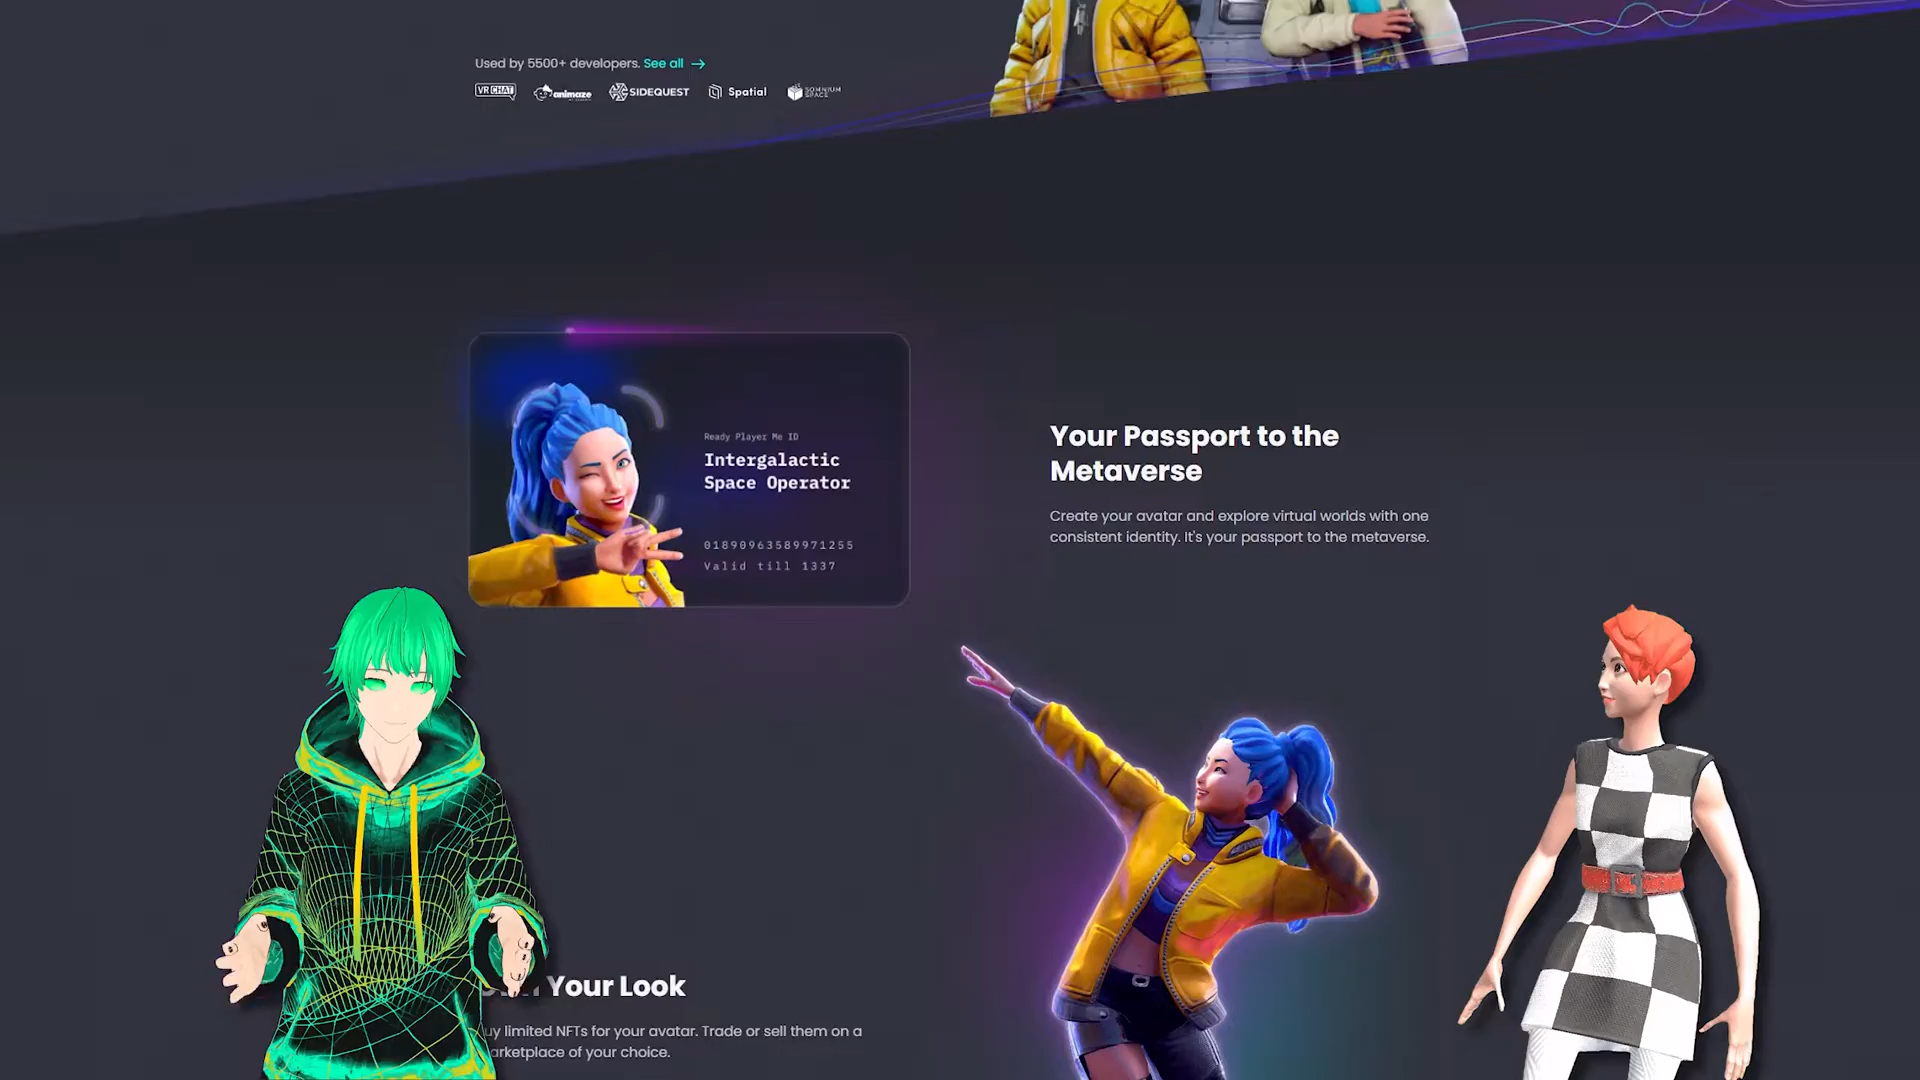 Used by 5500+ developers. See all →
VRCHAT animaze SIDEQUEST Spatial SOMNIUM SPACE
Ready Player Me ID
Intergalactic
Space Operator
01890963589971255
Valid till 1337
Your Passport to the
Metaverse
Create your avatar and explore virtual worlds with one
consistent identity. It's your passport to the metaverse.
Your Look
uy limited NFTs for your avatar. Trade or sell them on a
arketplace of your choice.